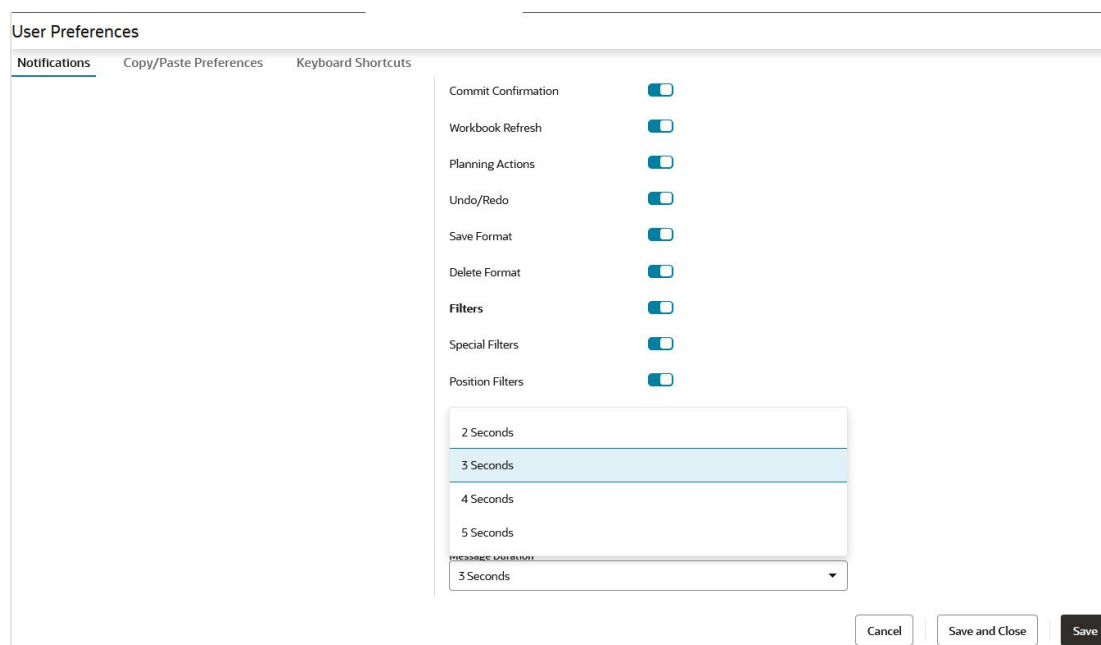 User Preferences
Notifications Copy/Paste Preferences Keyboard Shortcuts
Commit Confirmation
Workbook Refresh
Planning Actions
Undo/Redo
Save Format
Delete Format
Filters
Special Filters
Position Filters
2 Seconds
3 Seconds
4 Seconds
5 Seconds
Message Duration
3 Seconds
Cancel Save and Close Save